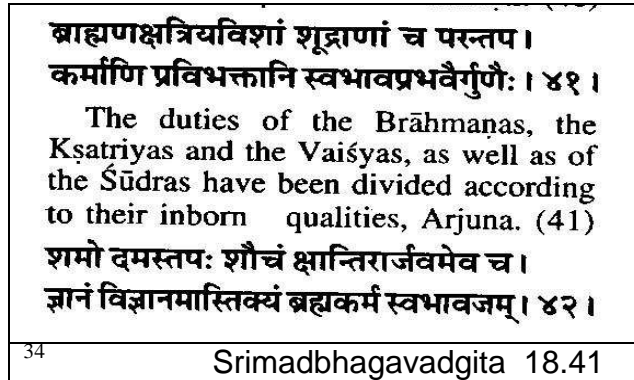 ब्राह्मणक्षत्रियविशां शूद्राणां च परन्तप।
कर्माणि प्रविभक्तानि स्वभावप्रभवैर्गुणैः। ४१।
The duties of the Brāhmaṇas, the
Kṣatriyas and the Vaiśyas, as well as of
the Śūdras have been divided according
to their inborn qualities, Arjuna. (41)
शमो दमस्तपः शौचं क्षान्तिरार्जवमेव च।
ज्ञानं विज्ञानमास्तिक्यं ब्रह्मकर्म स्वभावजम्। ४२।
34
Srimadbhagavadgita 18.41